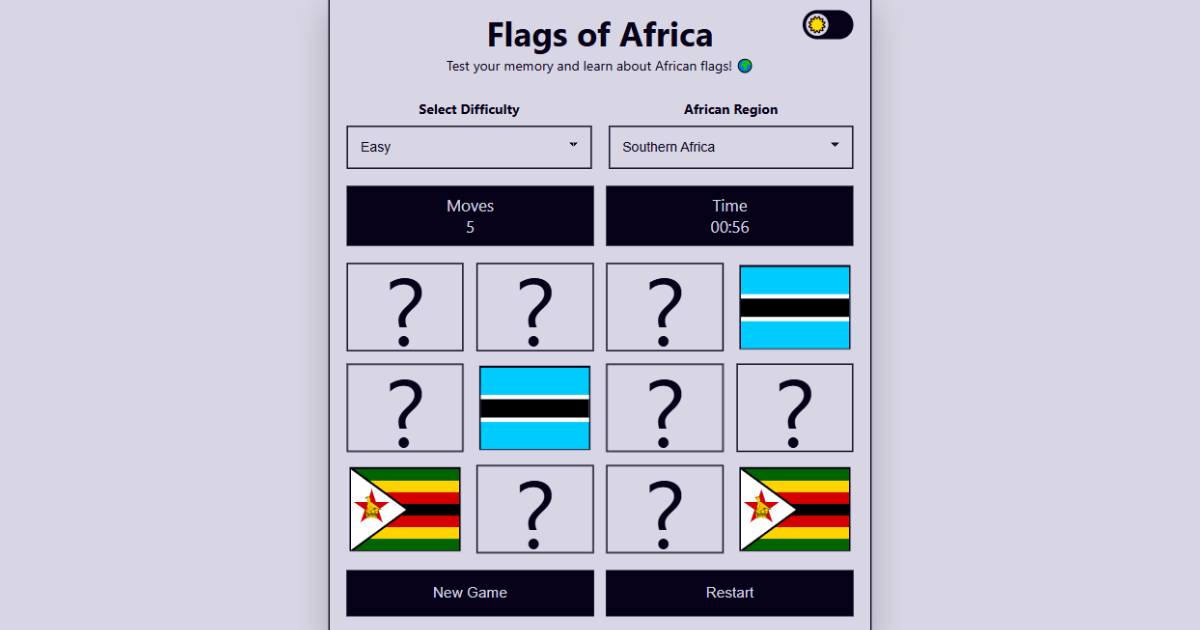 Flags of Africa
Test your memory and learn about African flags!
Select Difficulty
African Region
Easy
Southern Africa
Moves
5
Time
00:56
? ? ?
? ? ?
? ?
New Game
Restart